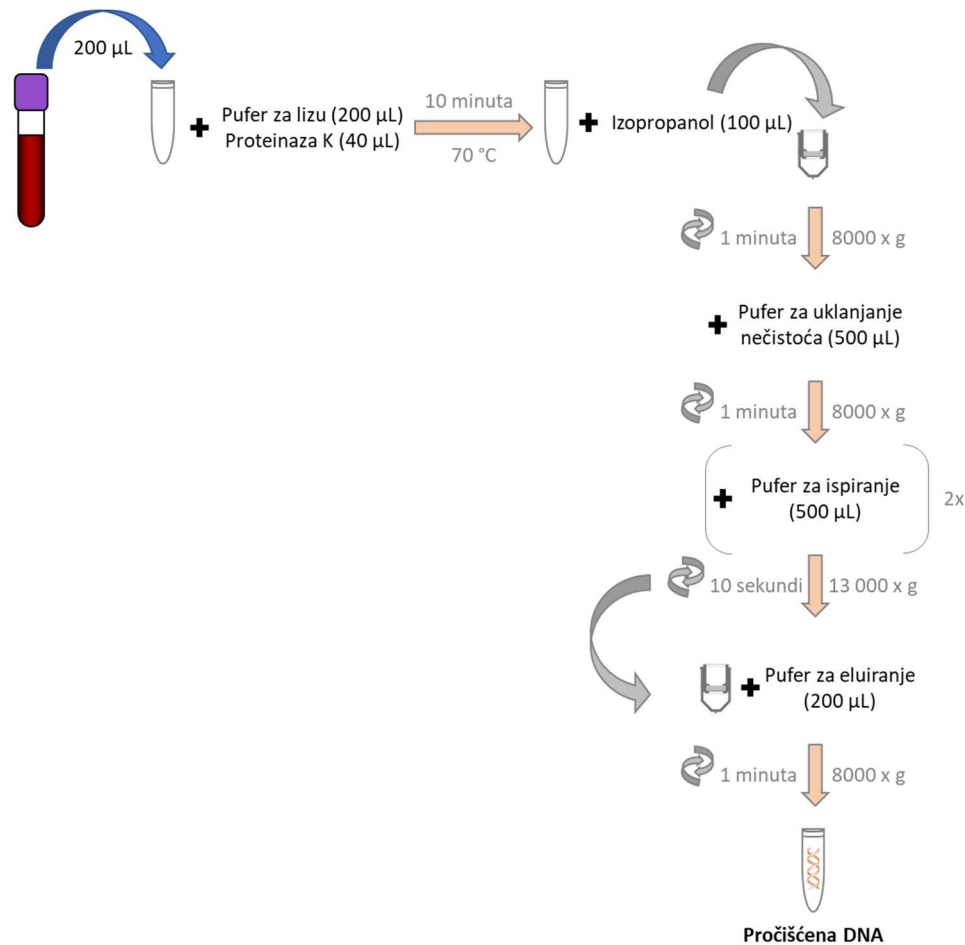 200 µL
Pufer za lizu (200 µL)
Proteinaza K (40 µL)
10 minuta
70 °C
Izopropanol (100 µL)
1 minuta
8000 x g
Pufer za uklanjanje
nečistoća (500 µL)
1 minuta
8000 x g
Pufer za ispiranje
(500 µL)
2x
10 sekundi
13 000 x g
Pufer za eluiranje
(200 µL)
1 minuta
8000 x g
Pročišćena DNA